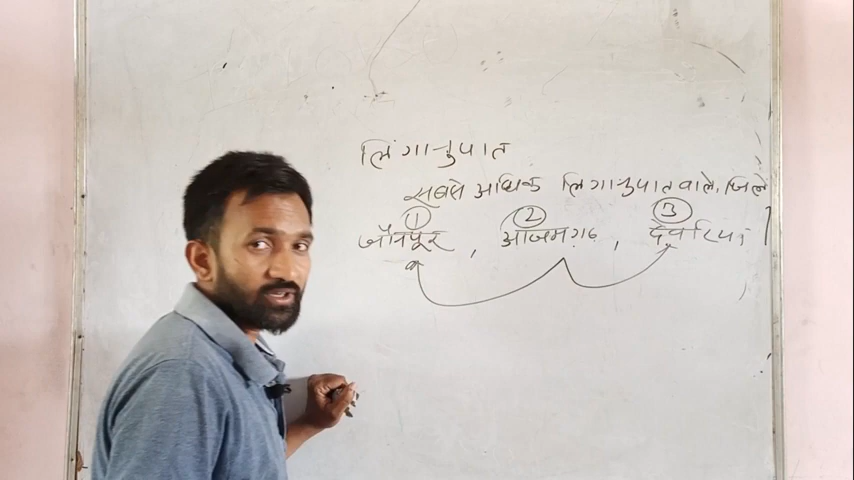 लिंगानुपात
सबसे अधिक लिंगानुपात वाले जिले
① ② ③
जौनपुर, आजमगढ़, देवरिया